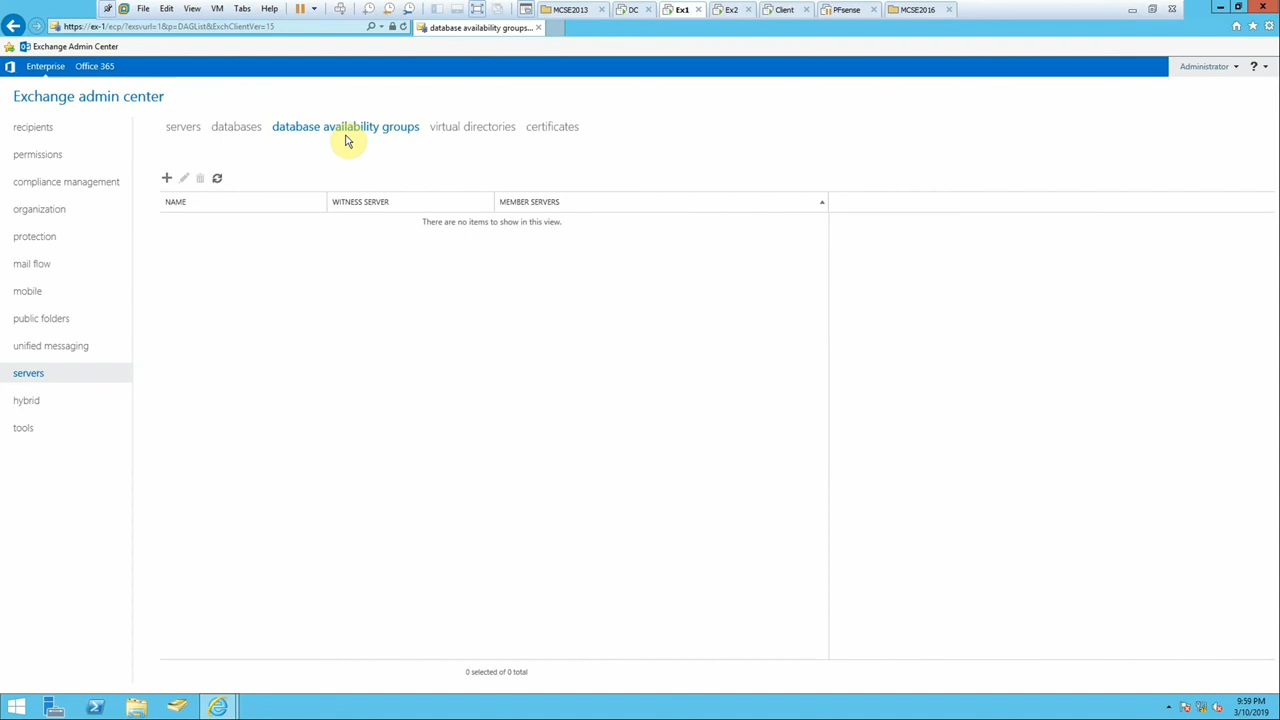 File Edit View VM Tabs Help
MCSE2013 DC Ex1 Ex2 Client PFsense MCSE2016
https://ex-1/ecp/?exsvurl=1&p=DAGList&ExchClientVer=15
database availability groups...
Exchange Admin Center
Enterprise Office 365
Administrator ?
Exchange admin center
servers databases database availability groups virtual directories certificates
recipients
permissions
compliance management
organization
protection
mail flow
mobile
public folders
unified messaging
servers
hybrid
tools
NAME WITNESS SERVER MEMBER SERVERS
There are no items to show in this view.
0 selected of 0 total
9:59 PM
3/10/2019